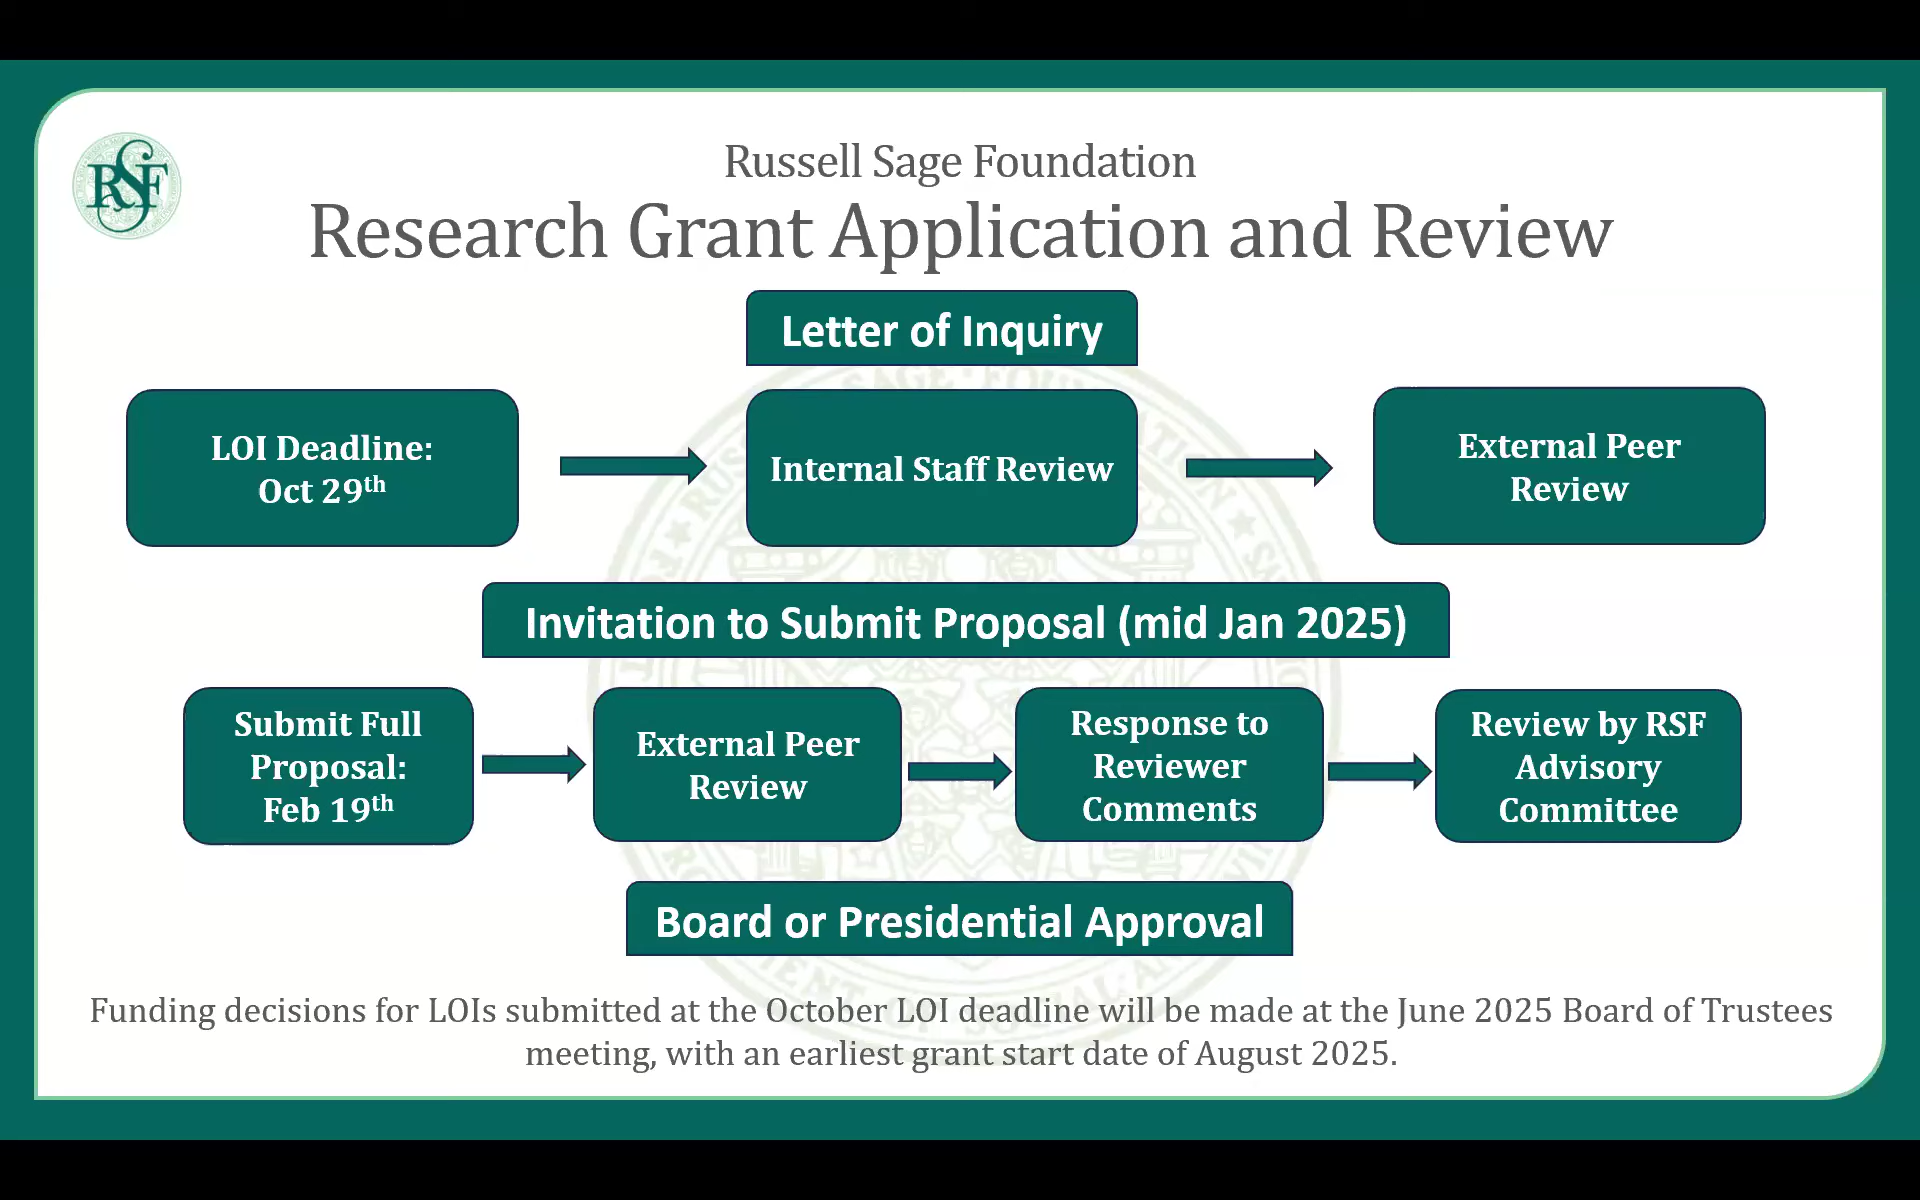 RSF
Russell Sage Foundation
Research Grant Application and Review
Letter of Inquiry
LOI Deadline:
Oct 29th
Internal Staff Review
External Peer
Review
Invitation to Submit Proposal (mid Jan 2025)
Submit Full
Proposal:
Feb 19th
External Peer
Review
Response to
Reviewer
Comments
Review by RSF
Advisory
Committee
Board or Presidential Approval
Funding decisions for LOIs submitted at the October LOI deadline will be made at the June 2025 Board of Trustees
meeting, with an earliest grant start date of August 2025.